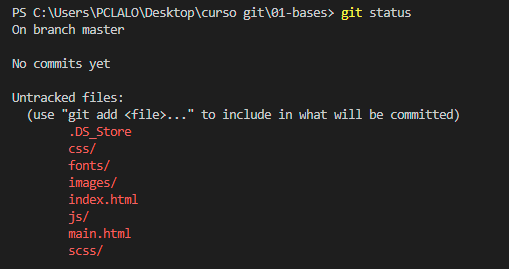 PS C:\Users\PCLALO\Desktop\curso git\01-bases> git status
On branch master
No commits yet
Untracked files:
(use "git add <file>..." to include in what will be committed)
.DS_Store
css/
fonts/
images/
index.html
js/
main.html
scss/